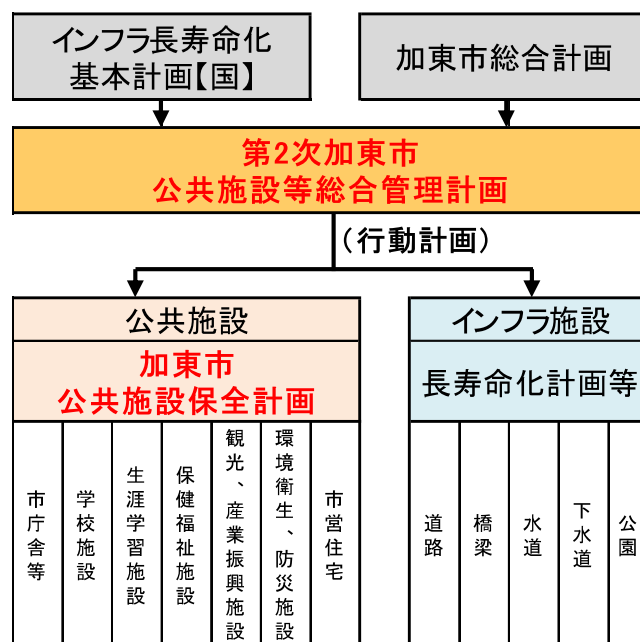 インフラ長寿命化
基本計画【国】
加東市総合計画
第2次加東市
公共施設等総合管理計画
（行動計画）
公共施設
加東市
公共施設保全計画
インフラ施設
長寿命化計画等
市庁舎等
学校施設
生涯学習施設
保健福祉施設
観光、産業振興施設
環境衛生、防災施設
市営住宅
道路
橋梁
水道
下水道
公園